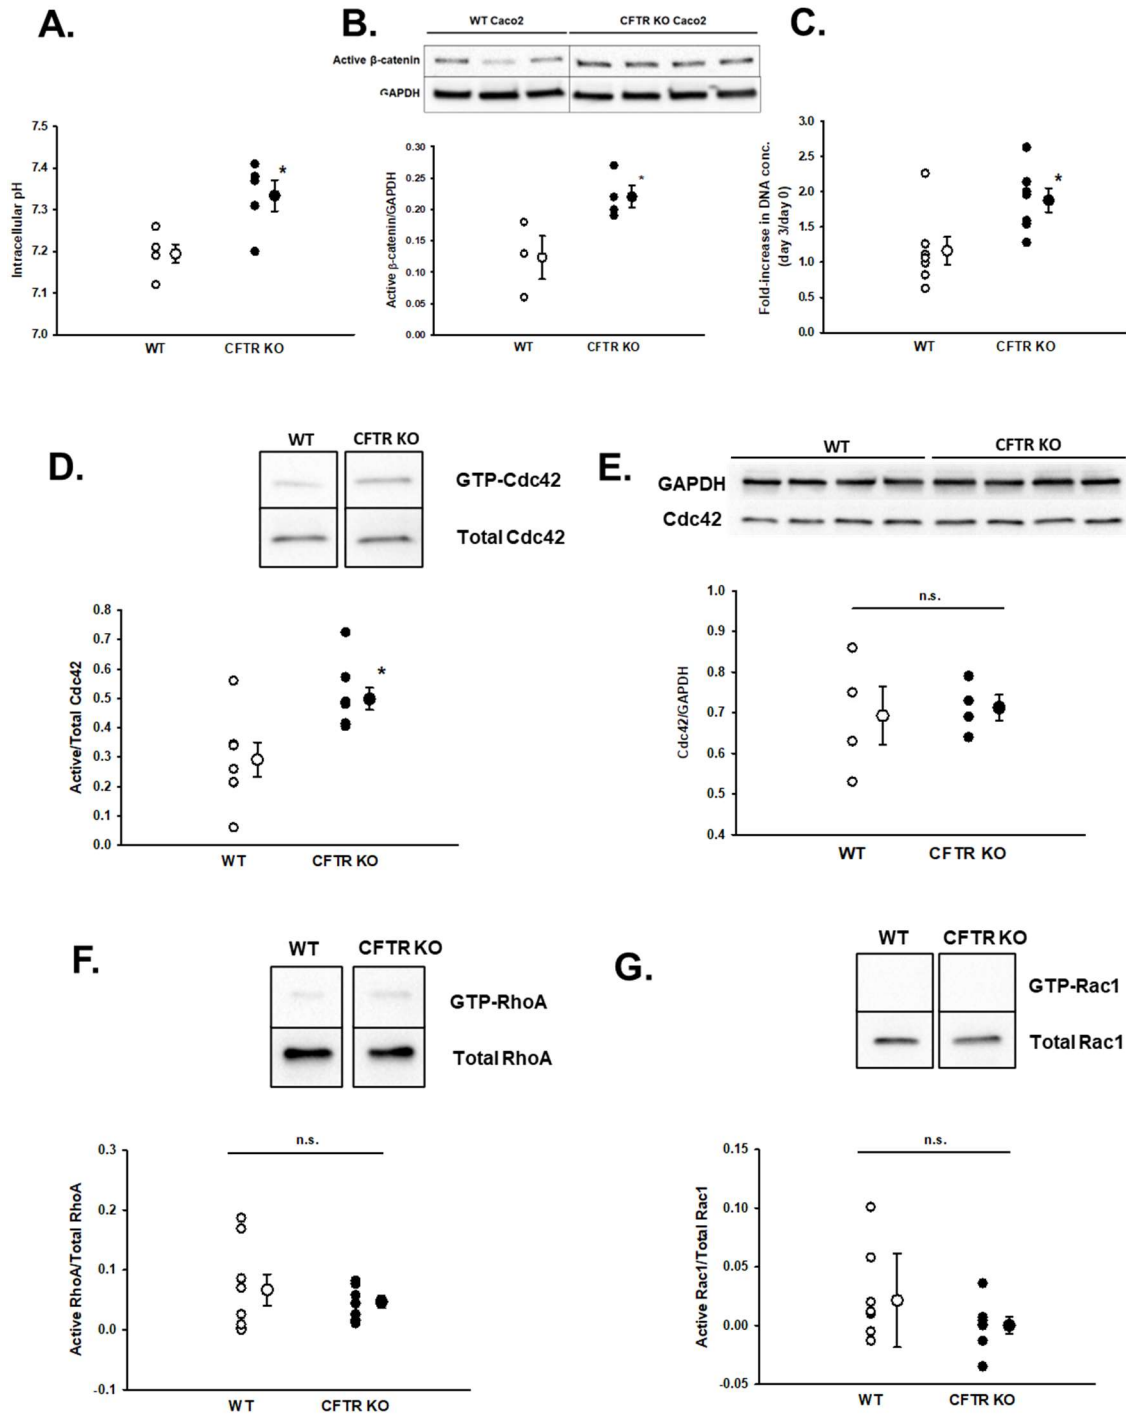 A.
Intracellular pH
7.5
7.4
7.3
7.2
7.1
7.0
*
WT
CFTR KO
B.
WT Caco2
CFTR KO Caco2
Active β-catenin
GAPDH
Active β-catenin/GAPDH
0.30
0.25
0.20
0.15
0.10
0.05
0.00
*
WT
CFTR KO
C.
Fold-increase in DNA conc.
(day 3/day 0)
3.0
2.5
2.0
1.5
1.0
0.5
0.0
*
WT
CFTR KO
D.
WT
CFTR KO
GTP-Cdc42
Total Cdc42
Active/Total Cdc42
0.8
0.7
0.6
0.5
0.4
0.3
0.2
0.1
0.0
*
WT
CFTR KO
E.
WT
CFTR KO
GAPDH
Cdc42
Cdc42/GAPDH
1.0
0.9
0.8
0.7
0.6
0.5
0.4
n.s.
WT
CFTR KO
F.
WT
CFTR KO
GTP-RhoA
Total RhoA
Active RhoA/Total RhoA
0.3
0.2
0.1
0.0
-0.1
n.s.
WT
CFTR KO
G.
WT
CFTR KO
GTP-Rac1
Total Rac1
Active Rac1/Total Rac1
0.15
0.10
0.05
0.00
-0.05
n.s.
WT
CFTR KO